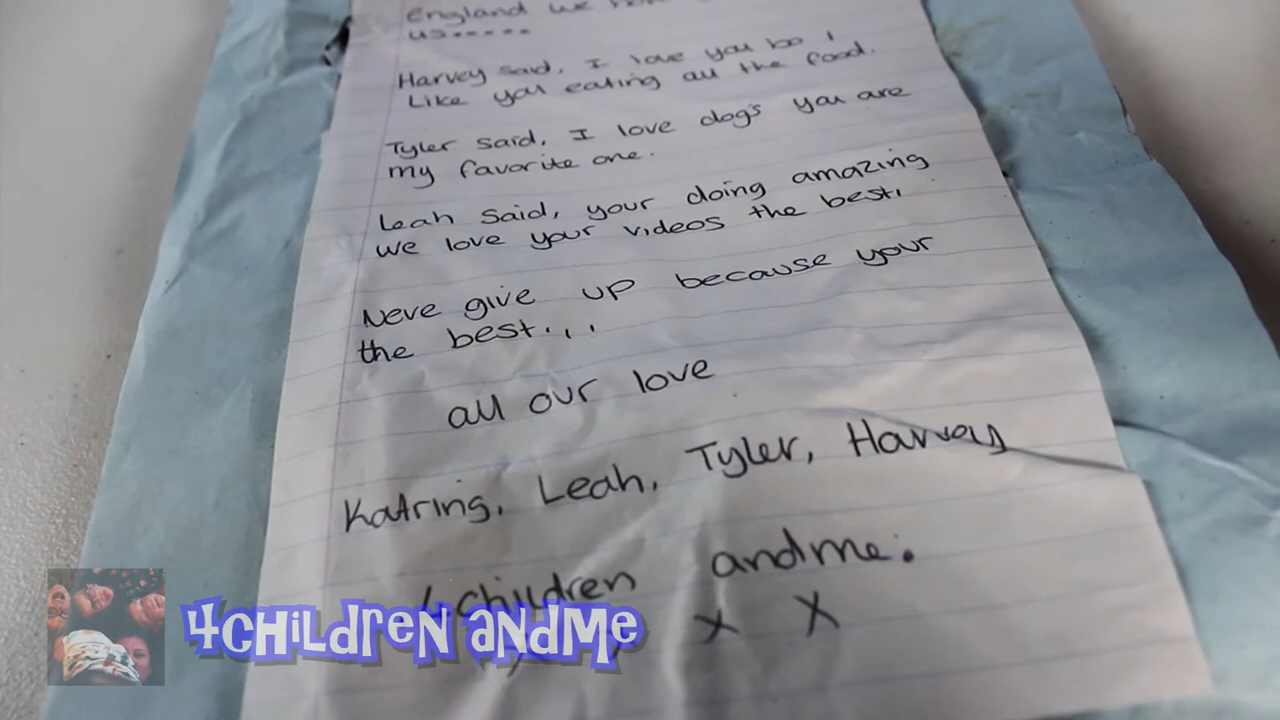 England we
us.....
Harvey said, I love you bo I
Like you eating all the food.
Tyler said, I love dog's you are
my favorite one.
Leah said, your doing amazing
we love your videos the best.
Neve give up because your
the best...
all our love
Katring, Leah, Tyler, Harvey
4children andme.
x x
4CHiLdreN aNdMe